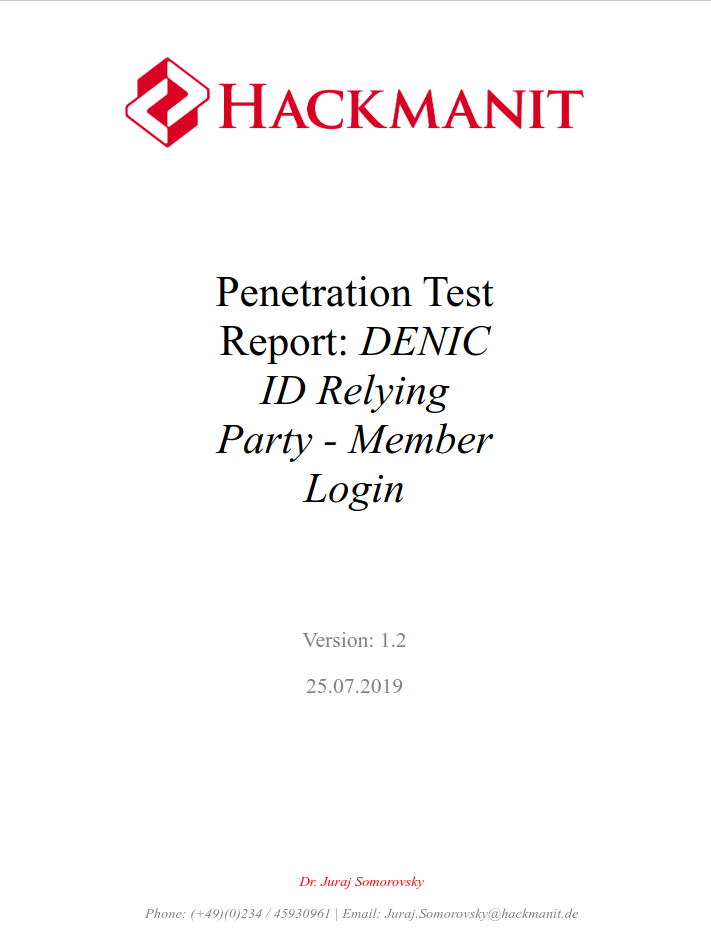 HACKMANIT
Penetration Test
Report: DENIC
ID Relying
Party - Member
Login
Version: 1.2
25.07.2019
Dr. Juraj Somorovsky
Phone: (+49)(0)234 / 45930961 | Email: Juraj.Somorovsky@hackmanit.de